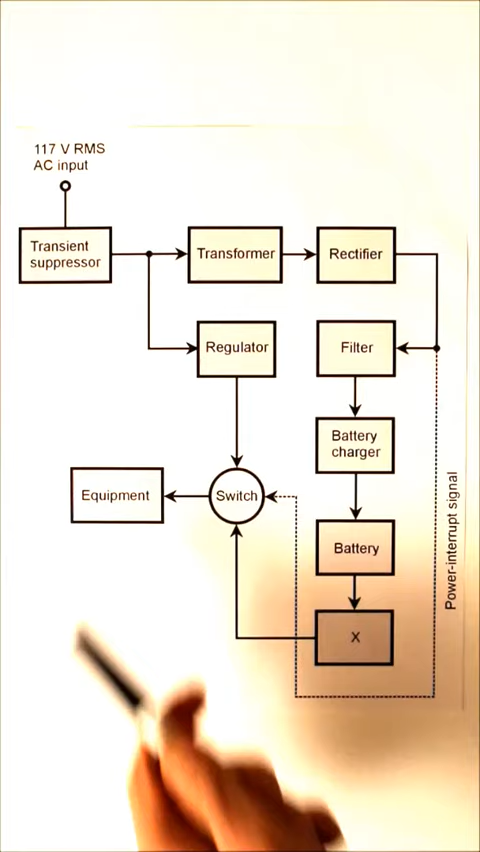 117 V RMS
AC input
Transient
suppressor
Transformer
Rectifier
Regulator
Filter
Battery
charger
Equipment
Switch
Battery
X
Power-interrupt signal